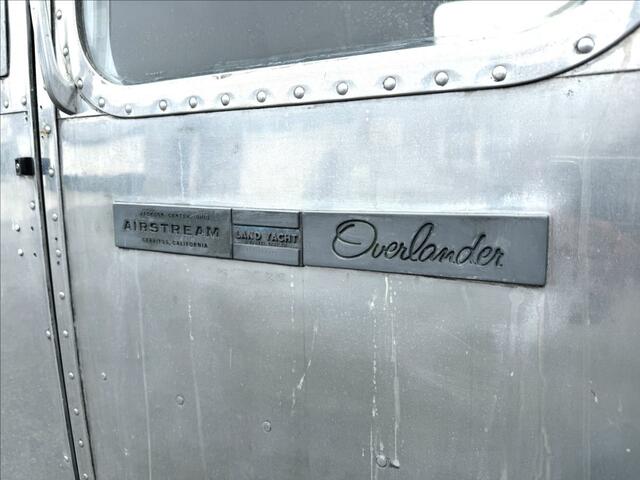 JACKSON CENTER, OHIO
AIRSTREAM
CERRITOS, CALIFORNIA
LAND YACHT
Overlander